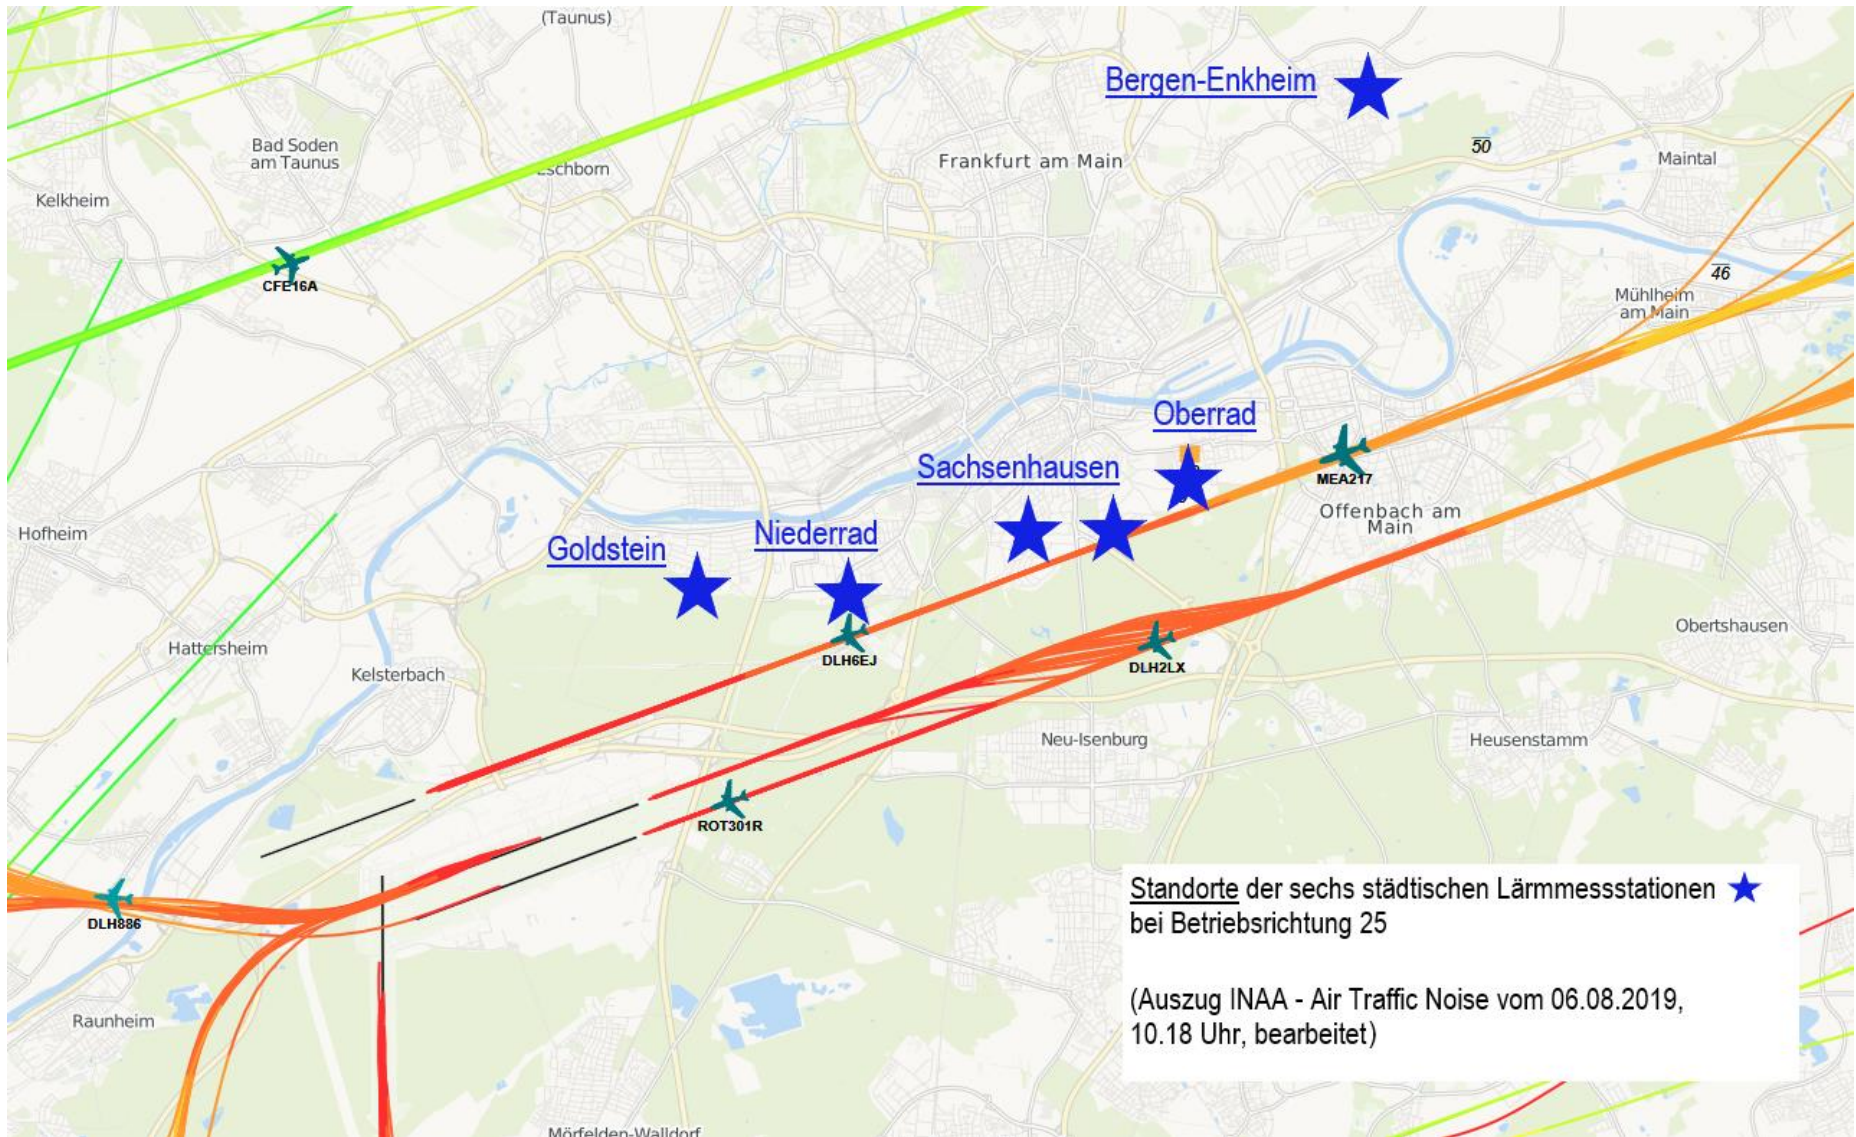 (Taunus)
Bergen-Enkheim
50
Bad Soden
am Taunus
Frankfurt am Main
Maintal
Kelkheim
CFE16A
46
Mühlheim
am Main
Oberrad
Sachsenhausen
MEA217
Offenbach am
Main
Hofheim
Niederrad
Goldstein
Obertshausen
Hattersheim
DLH6EJ
DLH2LX
Kelsterbach
Neu-Isenburg
Heusenstamm
ROT301R
DLH886
Standorte der sechs städtischen Lärmmessstationen
bei Betriebsrichtung 25
(Auszug INAA - Air Traffic Noise vom 06.08.2019,
10.18 Uhr, bearbeitet)
Raunheim
Mörfelden-Walldorf